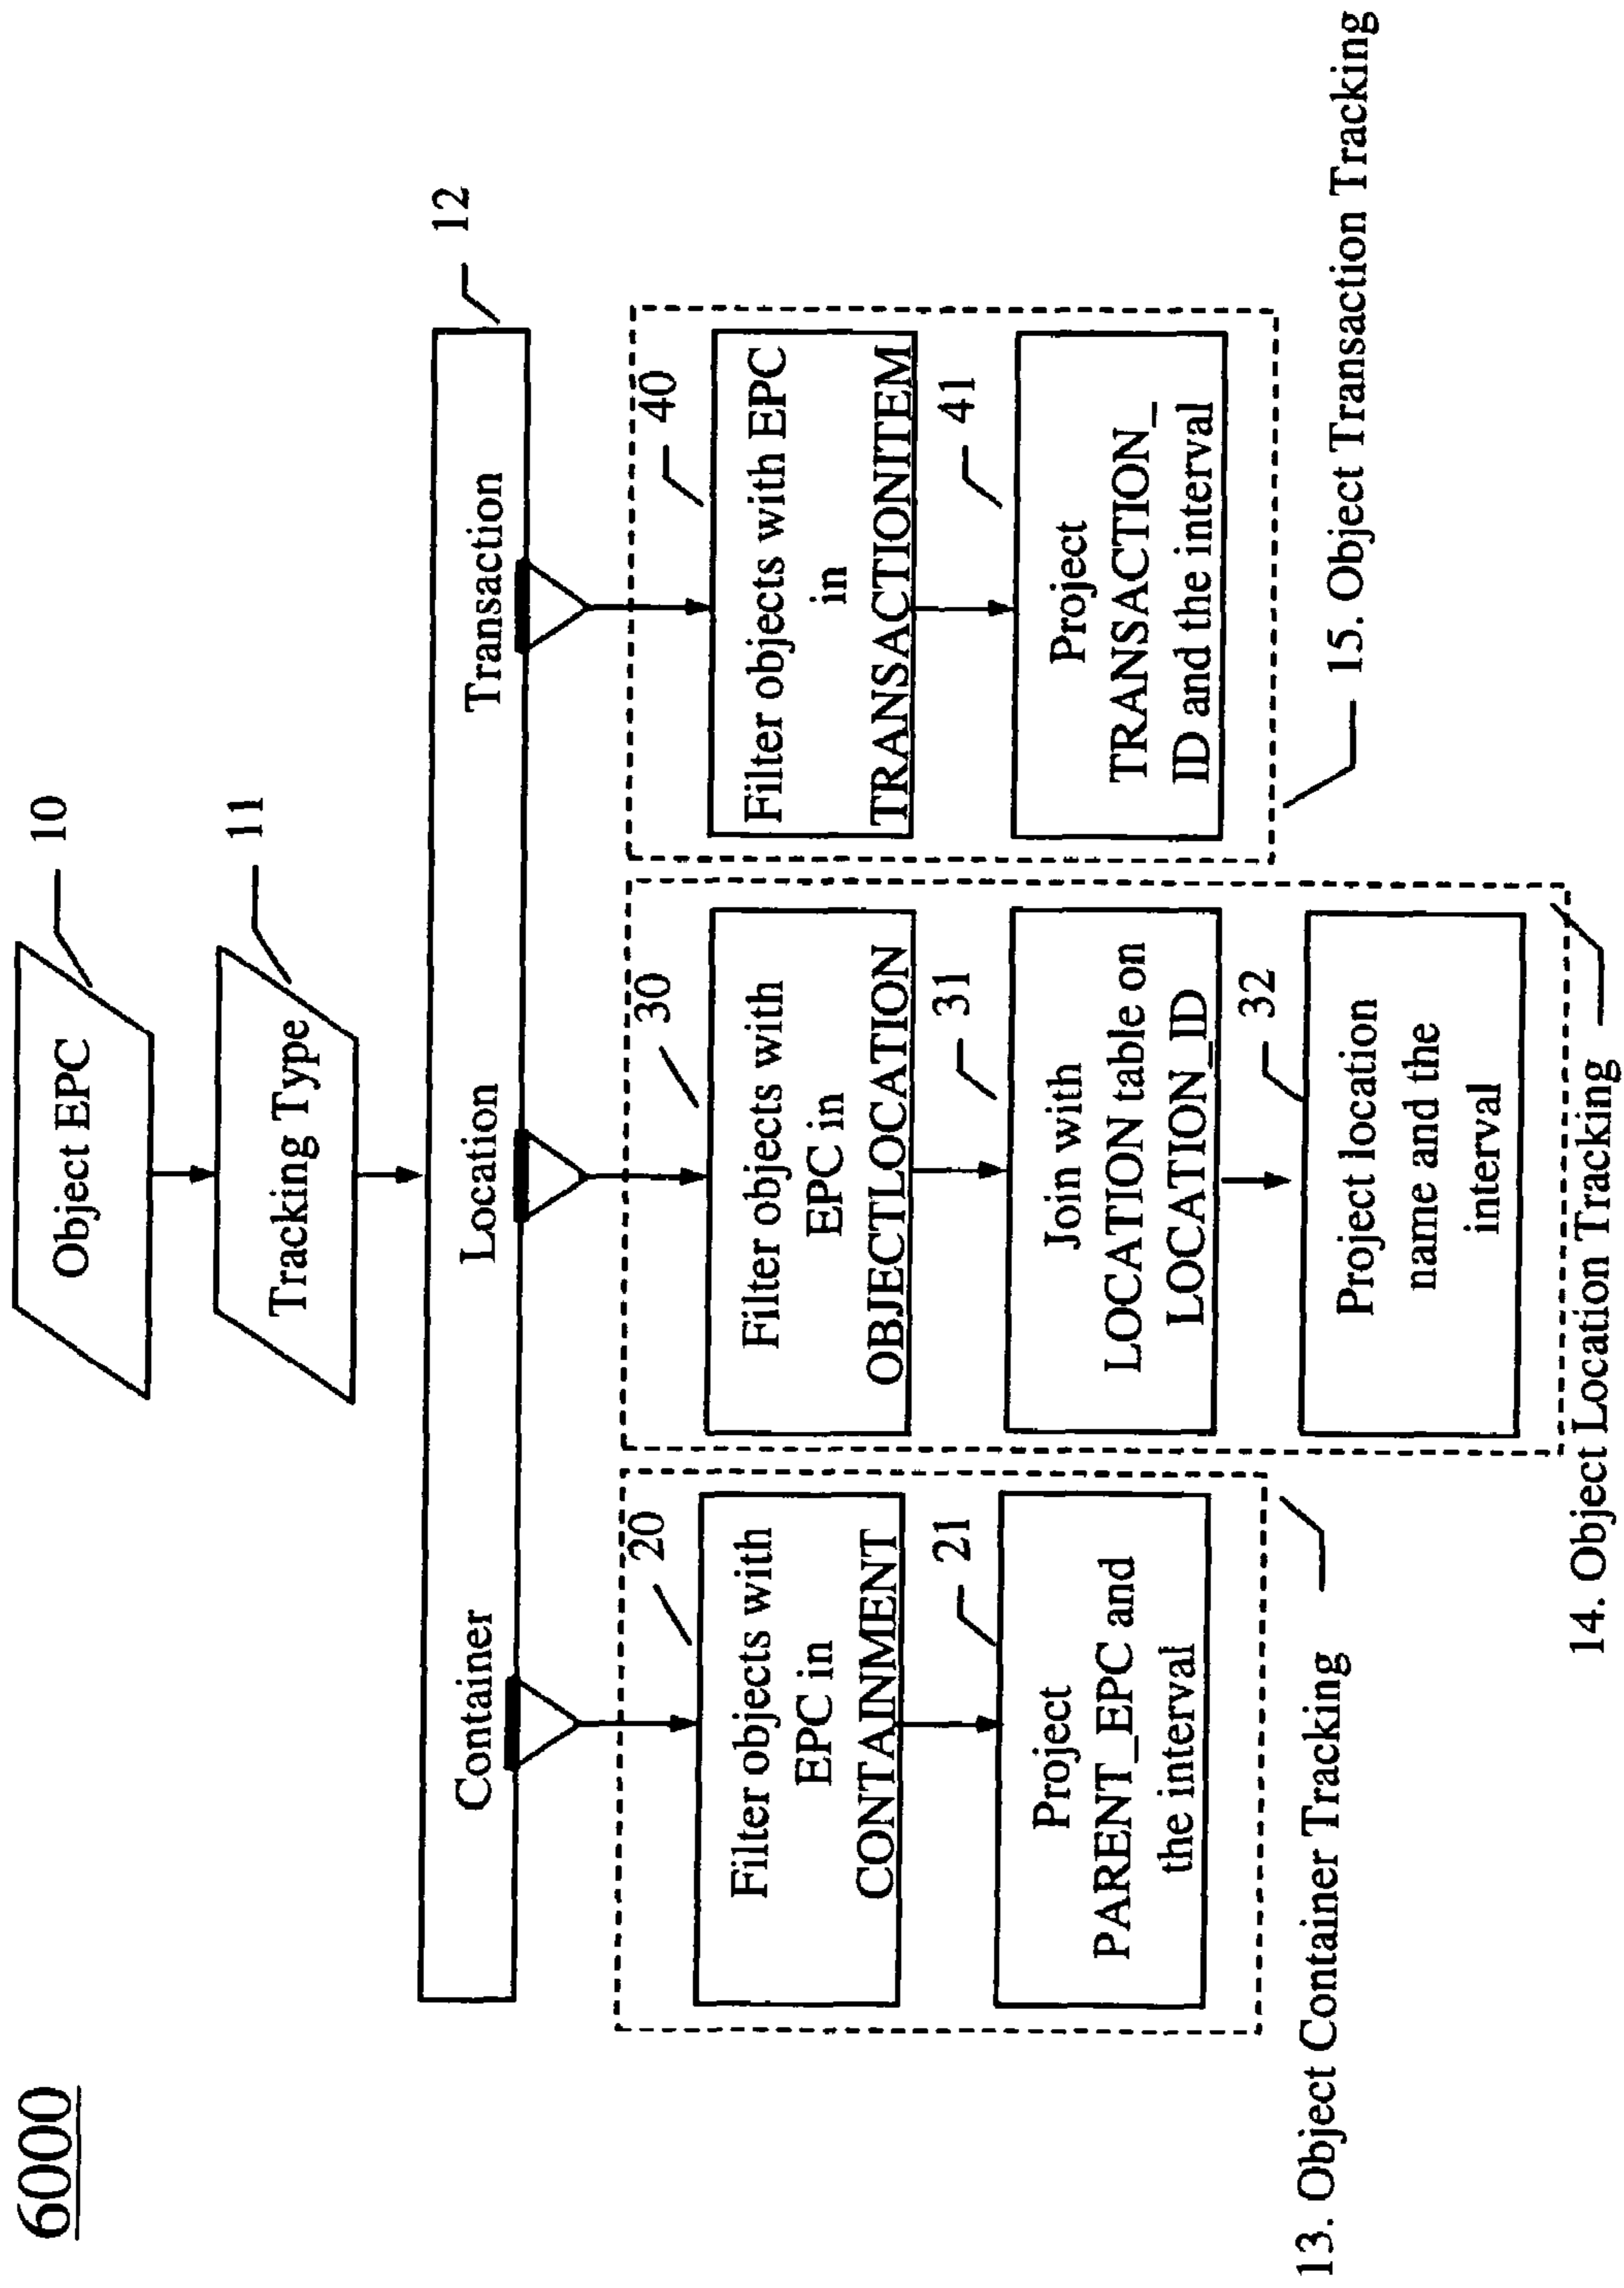 6000
Object EPC
10
Tracking Type
11
12
Container
Location
Transaction
20
Filter objects with
EPC in
CONTAINMENT
21
Project
PARENT_EPC and
the interval
13. Object Container Tracking
30
Filter objects with
EPC in
OBJECTLOCATION
31
Join with
LOCATION table on
LOCATION_ID
32
Project location
name and the
interval
14. Object Location Tracking
40
Filter objects with EPC
in
TRANSACTIONITEM
41
Project
TRANSACTION_
ID and the interval
15. Object Transaction Tracking